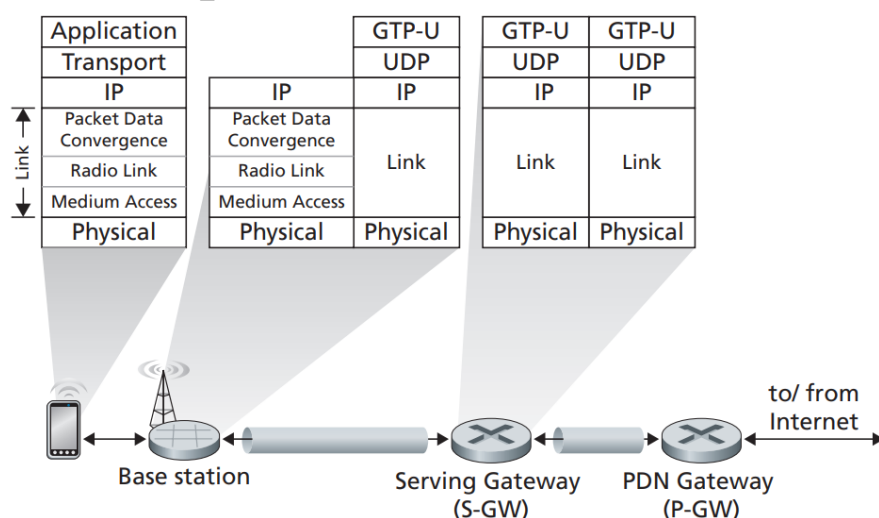 Application
Transport
IP
Packet Data
Convergence
Radio Link
Medium Access
Physical
Link
IP
Packet Data
Convergence
Radio Link
Medium Access
Physical
GTP-U
UDP
IP
Link
Physical
GTP-U
UDP
IP
Link
Physical
GTP-U
UDP
IP
Link
Physical
Base station
Serving Gateway
(S-GW)
PDN Gateway
(P-GW)
to/ from
Internet